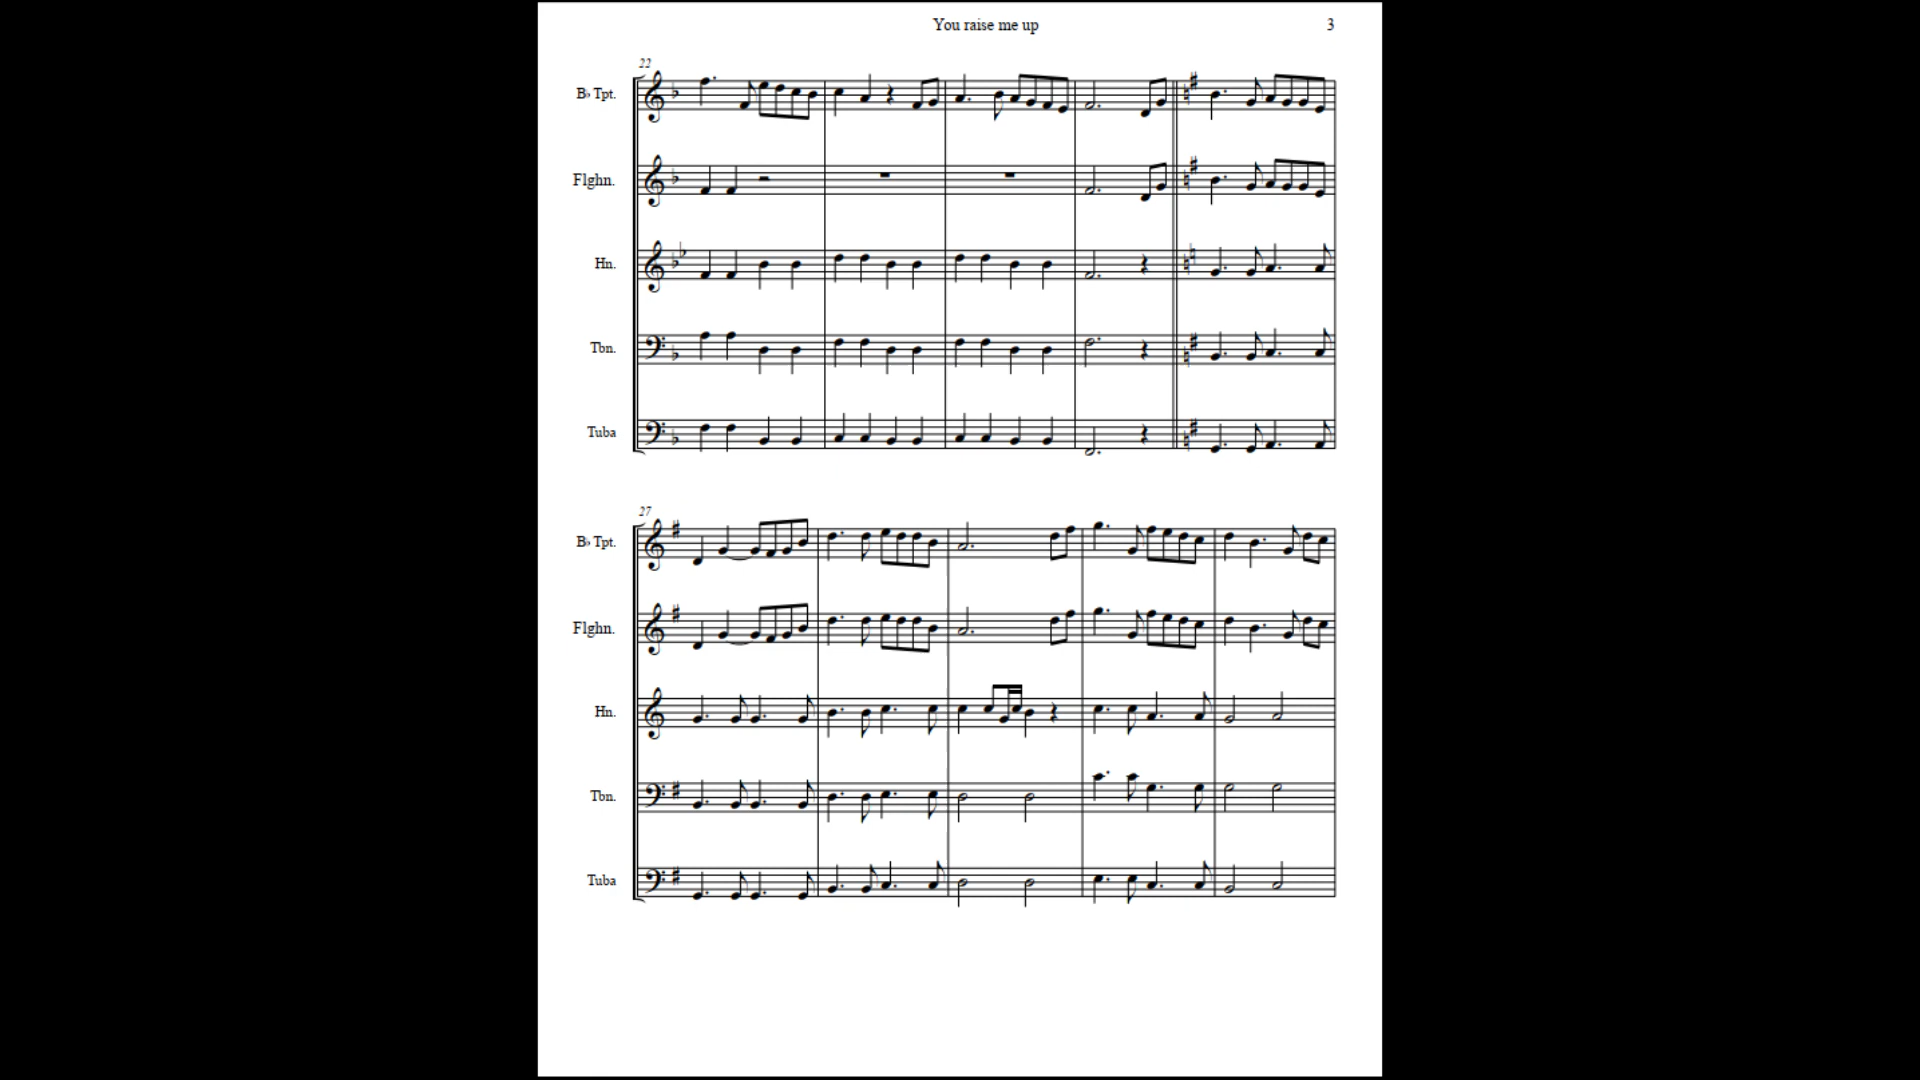 You raise me up 3
22
B♭ Tpt.
Flghn.
Hn.
Tbn.
Tuba
27
B♭ Tpt.
Flghn.
Hn.
Tbn.
Tuba